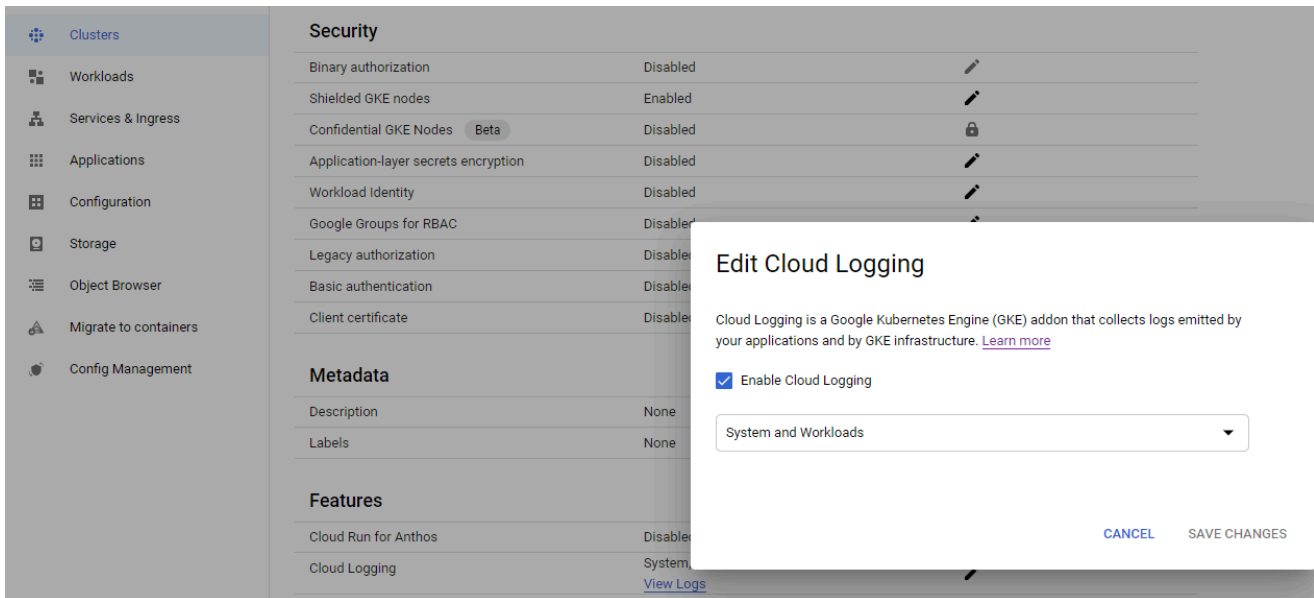 Clusters
Workloads
Services & Ingress
Applications
Configuration
Storage
Object Browser
Migrate to containers
Config Management
Security
Binary authorization Disabled
Shielded GKE nodes Enabled
Confidential GKE Nodes Beta Disabled
Application-layer secrets encryption Disabled
Workload Identity Disabled
Google Groups for RBAC Disabled
Legacy authorization
Basic authentication
Client certificate
Metadata
Description None
Labels None
Features
Cloud Run for Anthos
Cloud Logging System,
View Logs
Edit Cloud Logging
Cloud Logging is a Google Kubernetes Engine (GKE) addon that collects logs emitted by
your applications and by GKE infrastructure. Learn more
Enable Cloud Logging
System and Workloads
CANCEL SAVE CHANGES